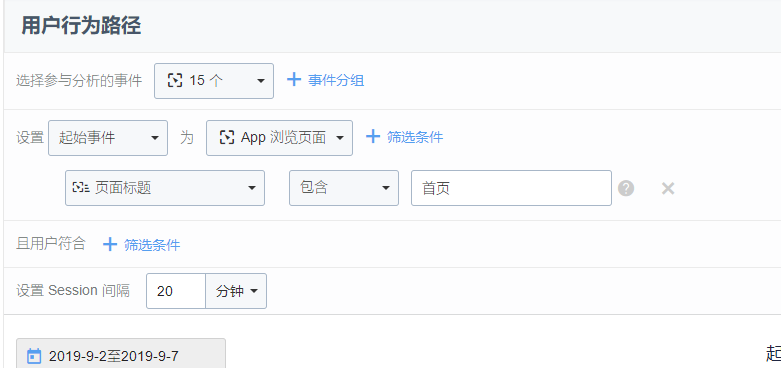 用户行为路径
选择参与分析的事件 15 个 + 事件分组
设置 起始事件 为 App 浏览页面 + 筛选条件
页面标题 包含 首页
且用户符合 + 筛选条件
设置 Session 间隔 20 分钟
2019-9-2至2019-9-7 起